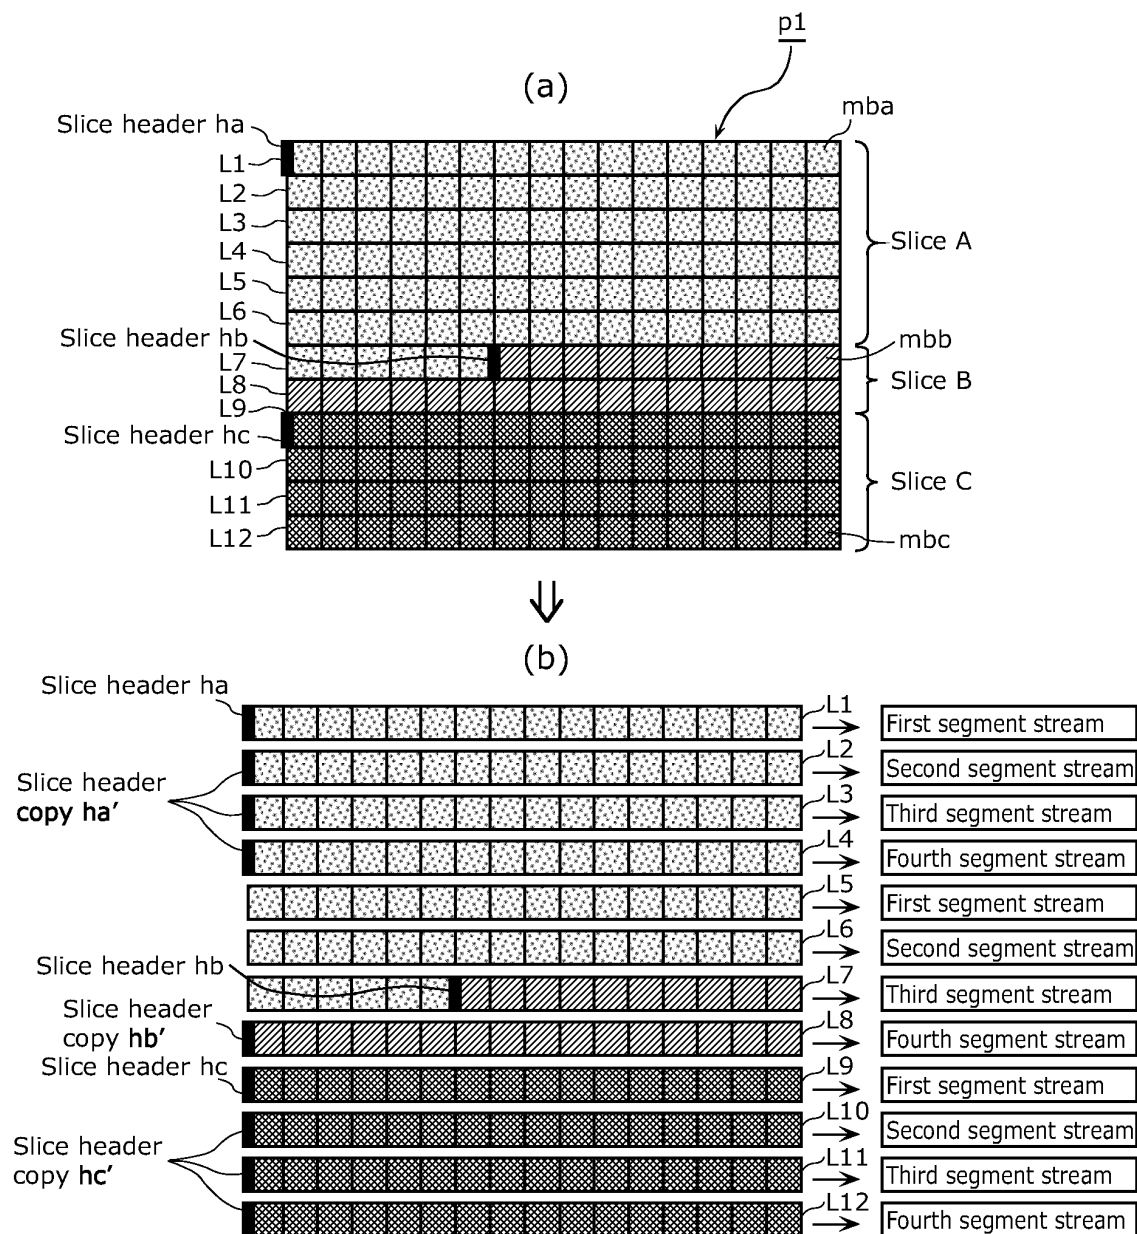 p1
(a)
mba
Slice header ha
L1
L2
L3
L4
L5
L6
Slice A
Slice header hb
L7
mbb
Slice B
L8
L9
Slice header hc
L10
L11
L12
Slice C
mbc
(b)
Slice header ha
L1
First segment stream
L2
Second segment stream
Slice header
copy ha’
L3
Third segment stream
L4
Fourth segment stream
L5
First segment stream
L6
Second segment stream
Slice header hb
L7
Third segment stream
Slice header
copy hb’
L8
Fourth segment stream
Slice header hc
L9
First segment stream
L10
Second segment stream
Slice header
copy hc’
L11
Third segment stream
L12
Fourth segment stream